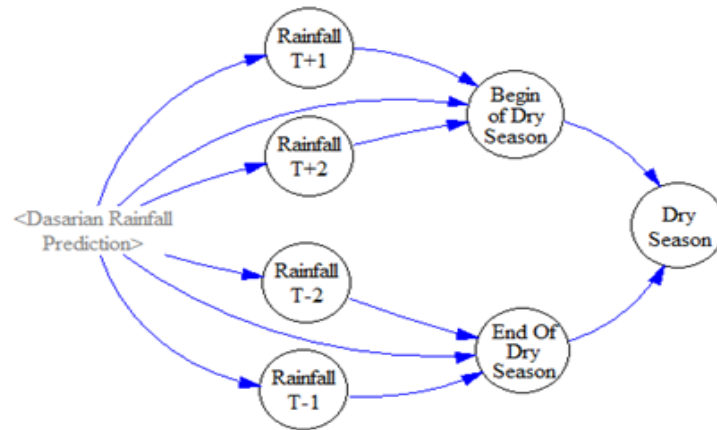 Rainfall
T+1
Begin
of Dry
Season
Rainfall
T+2
<Dasarian Rainfall
Prediction>
Dry
Season
Rainfall
T-2
End Of
Dry
Season
Rainfall
T-1